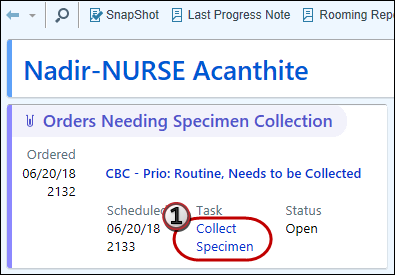 SnapShot Last Progress Note Rooming Repo
Nadir-NURSE Acanthite
Orders Needing Specimen Collection
Ordered
06/20/18 CBC - Prio: Routine, Needs to be Collected
2132
Scheduled Task Status
06/20/18 Collect Open
2133 Specimen
1